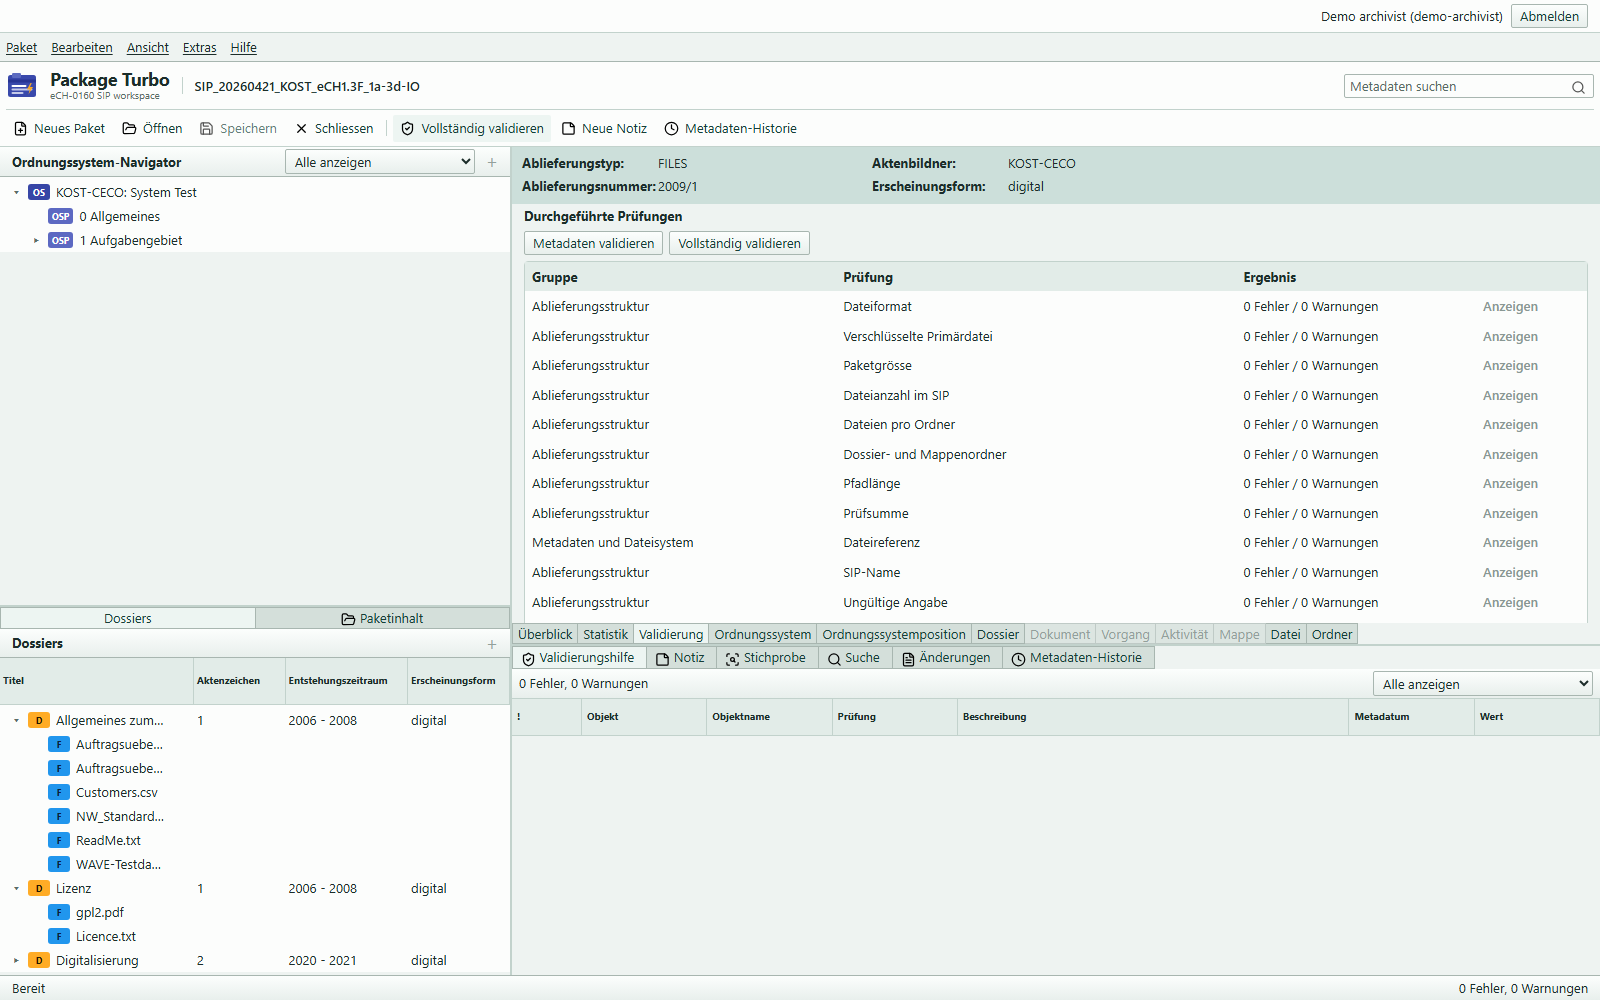 Demo archivist (demo-archivist) Abmelden
Paket Bearbeiten Ansicht Extras Hilfe
Package Turbo
eCH-0160 SIP workspace
SIP_20260421_KOST_eCH1.3F_1a-3d-IO
Metadaten suchen
Neues Paket Öffnen Speichern Schliessen Vollständig validieren Neue Notiz Metadaten-Historie
Ordnungssystem-Navigator Alle anzeigen +
OS KOST-CECO: System Test
OSP 0 Allgemeines
OSP 1 Aufgabengebiet
Dossiers Paketinhalt
Dossiers +
Titel Aktenzeichen Entstehungszeitraum Erscheinungsform
D Allgemeines zum... 1 2006 - 2008 digital
F Auftragsuebe...
F Auftragsuebe...
F Customers.csv
F NW_Standard...
F ReadMe.txt
F WAVE-Testda...
D Lizenz 1 2006 - 2008 digital
F gpl2.pdf
F Licence.txt
D Digitalisierung 2 2020 - 2021 digital
Ablieferungstyp: FILES Aktenbildner: KOST-CECO
Ablieferungsnummer: 2009/1 Erscheinungsform: digital
Durchgeführte Prüfungen
Metadaten validieren Vollständig validieren
Gruppe Prüfung Ergebnis
Ablieferungsstruktur Dateiformat 0 Fehler / 0 Warnungen Anzeigen
Ablieferungsstruktur Verschlüsselte Primärdatei 0 Fehler / 0 Warnungen Anzeigen
Ablieferungsstruktur Paketgrösse 0 Fehler / 0 Warnungen Anzeigen
Ablieferungsstruktur Dateianzahl im SIP 0 Fehler / 0 Warnungen Anzeigen
Ablieferungsstruktur Dateien pro Ordner 0 Fehler / 0 Warnungen Anzeigen
Ablieferungsstruktur Dossier- und Mappenordner 0 Fehler / 0 Warnungen Anzeigen
Ablieferungsstruktur Pfadlänge 0 Fehler / 0 Warnungen Anzeigen
Ablieferungsstruktur Prüfsumme 0 Fehler / 0 Warnungen Anzeigen
Metadaten und Dateisystem Dateireferenz 0 Fehler / 0 Warnungen Anzeigen
Ablieferungsstruktur SIP-Name 0 Fehler / 0 Warnungen Anzeigen
Ablieferungsstruktur Ungültige Angabe 0 Fehler / 0 Warnungen Anzeigen
Überblick Statistik Validierung Ordnungssystem Ordnungssystemposition Dossier Dokument Vorgang Aktivität Mappe Datei Ordner
Validierungshilfe Notiz Stichprobe Suche Änderungen Metadaten-Historie
0 Fehler, 0 Warnungen Alle anzeigen
! Objekt Objektname Prüfung Beschreibung Metadatum Wert
Bereit 0 Fehler, 0 Warnungen